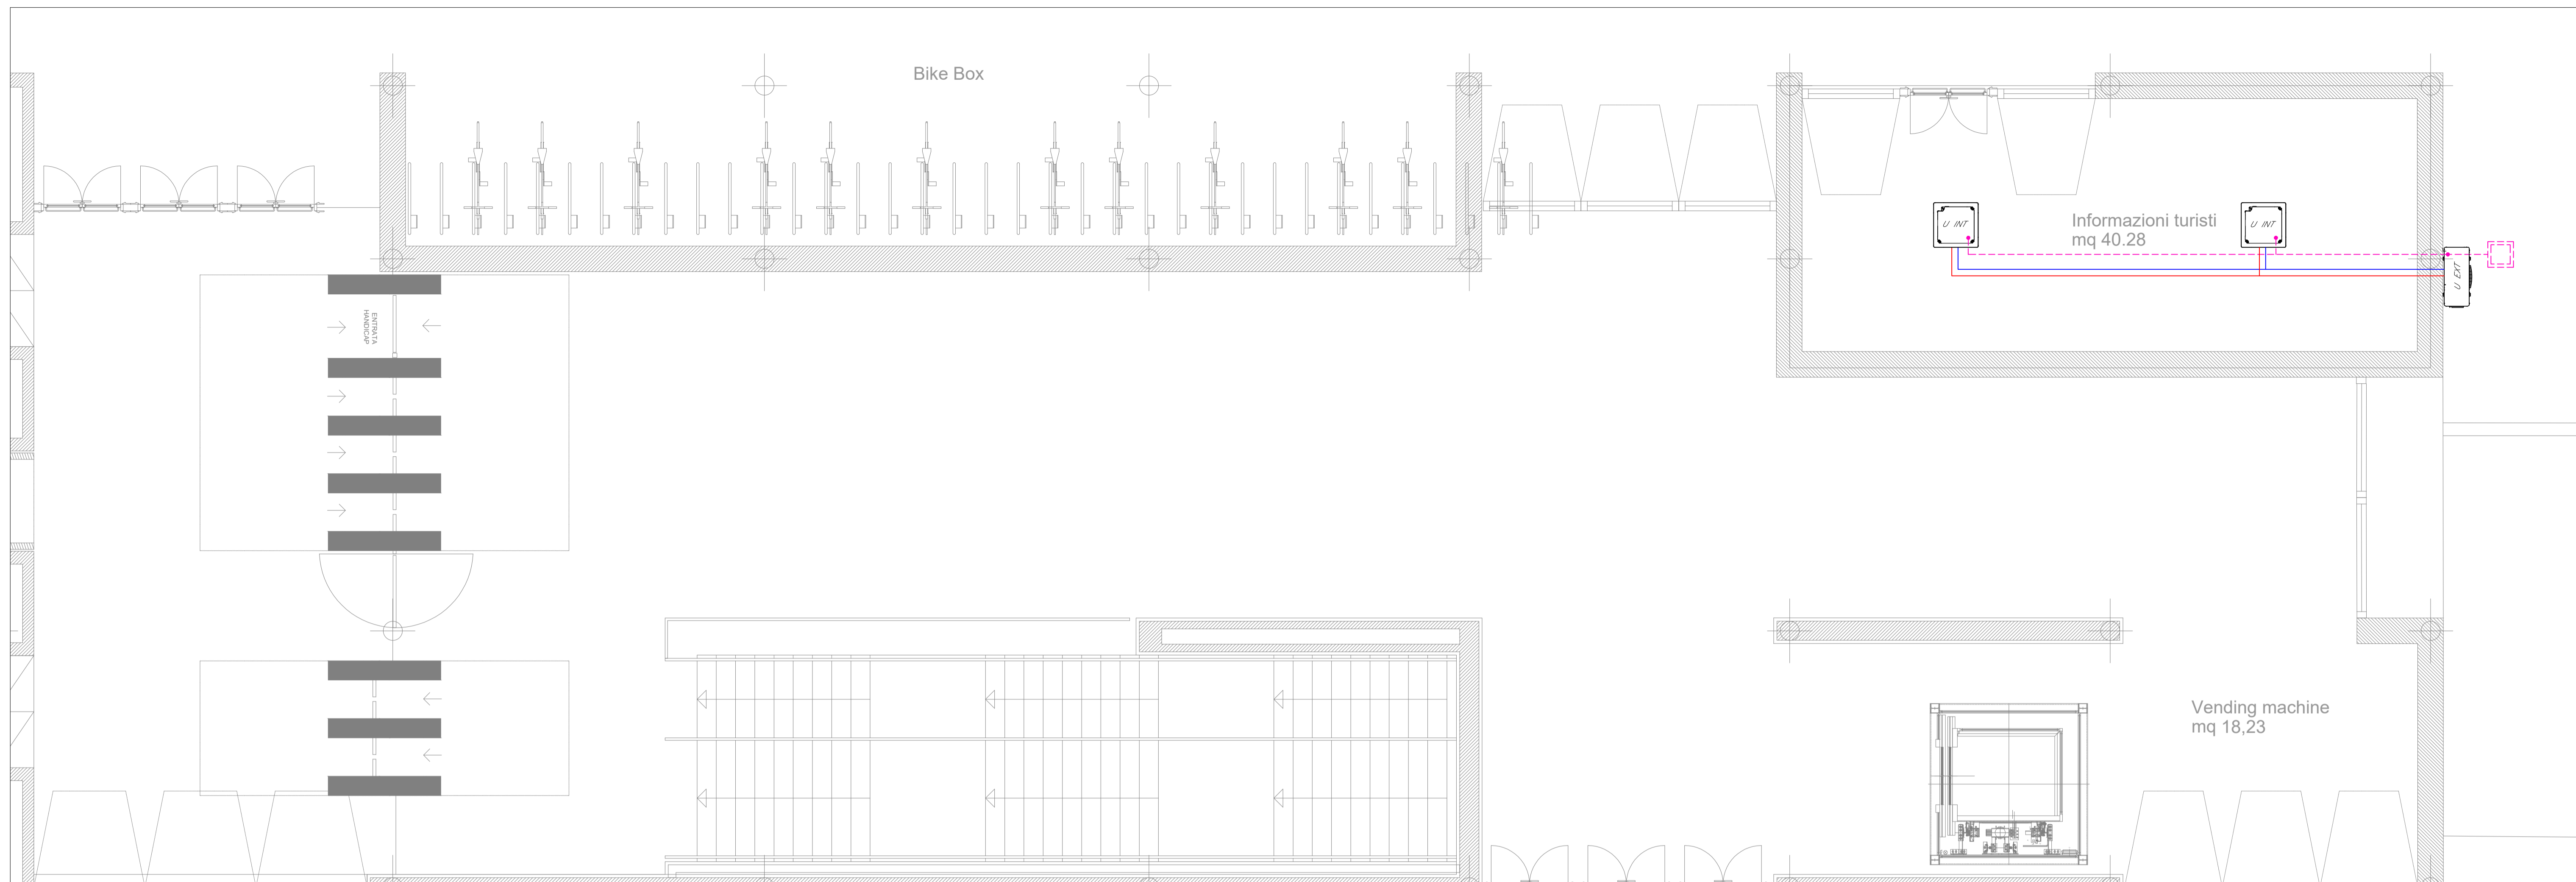 Bike Box
U INT
Informazioni turisti
mq 40.28
U INT
U EXT
ENTRATA
HANDICAP
Vending machine
mq 18,23